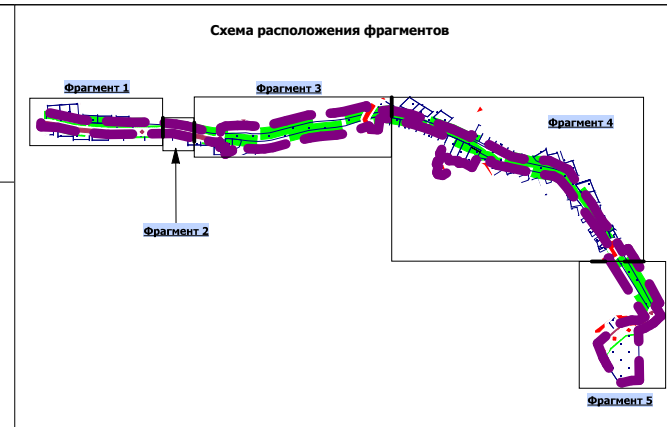 Схема расположения фрагментов
Фрагмент 1
Фрагмент 3
Фрагмент 4
Фрагмент 2
Фрагмент 5